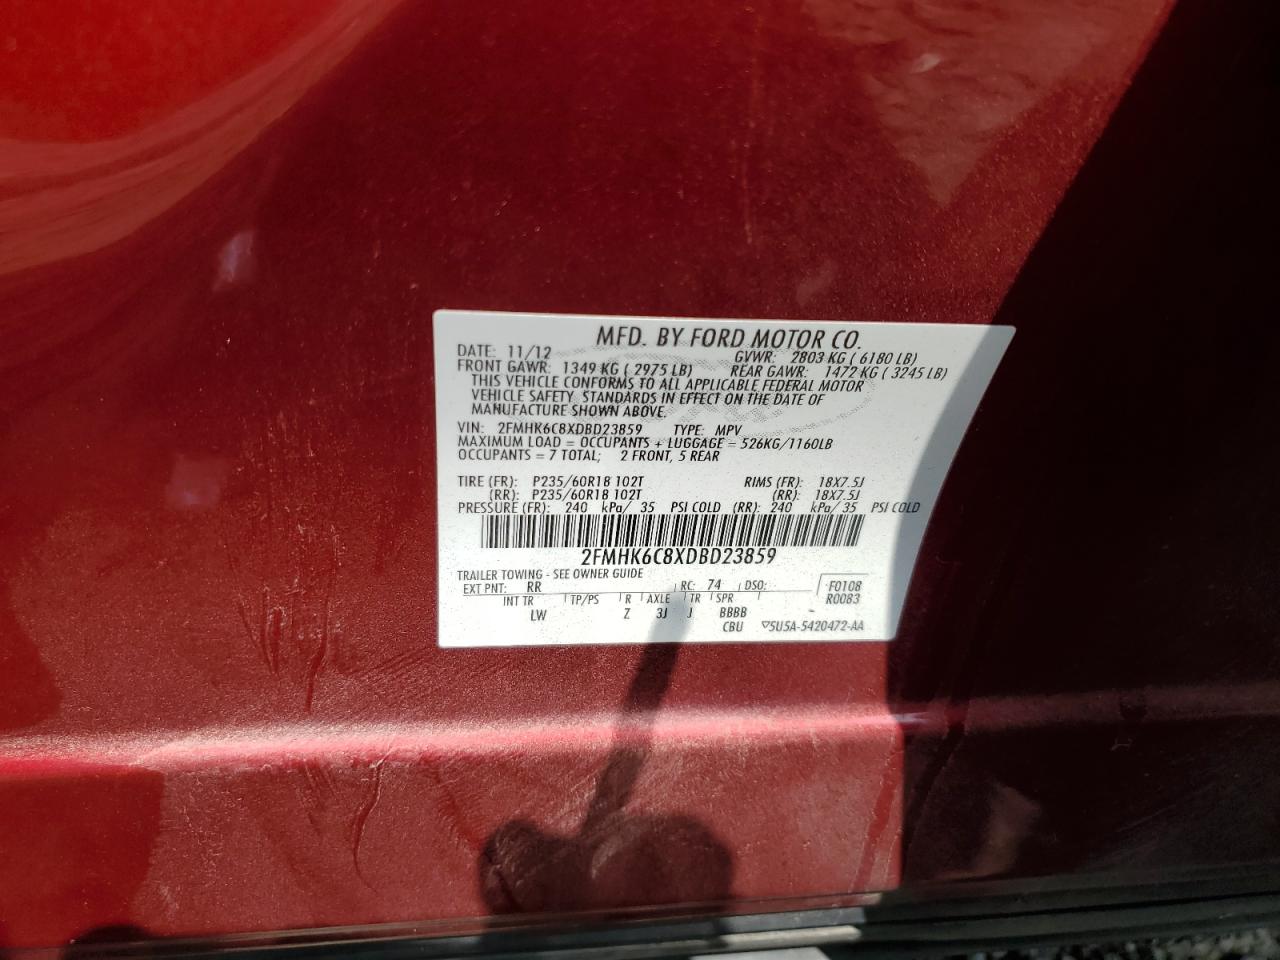 MFD. BY FORD MOTOR CO.
DATE: 11/12 GVWR: 2803 KG ( 6180 LB)
FRONT GAWR: 1349 KG ( 2975 LB) REAR GAWR: 1472 KG ( 3245 LB)
THIS VEHICLE CONFORMS TO ALL APPLICABLE FEDERAL MOTOR
VEHICLE SAFETY STANDARDS IN EFFECT ON THE DATE OF
MANUFACTURE SHOWN ABOVE.
VIN: 2FMHK6C8XDBD23859 TYPE: MPV
MAXIMUM LOAD = OCCUPANTS + LUGGAGE = 526KG/1160LB
OCCUPANTS = 7 TOTAL; 2 FRONT, 5 REAR
TIRE (FR): P235/60R18 102T RIMS (FR): 18X7.5J
(RR): P235/60R18 102T (RR): 18X7.5J
PRESSURE (FR): 240 kPa/ 35 PSI COLD (RR): 240 kPa/ 35 PSI COLD
2FMHK6C8XDBD23859
TRAILER TOWING - SEE OWNER GUIDE
EXT PNT: RR RC: 74 DSO: F0108
INT TR TP/PS R AXLE TR SPR R0083
LW Z 3J J BBBB
CBU 5U5A-5420472-AA